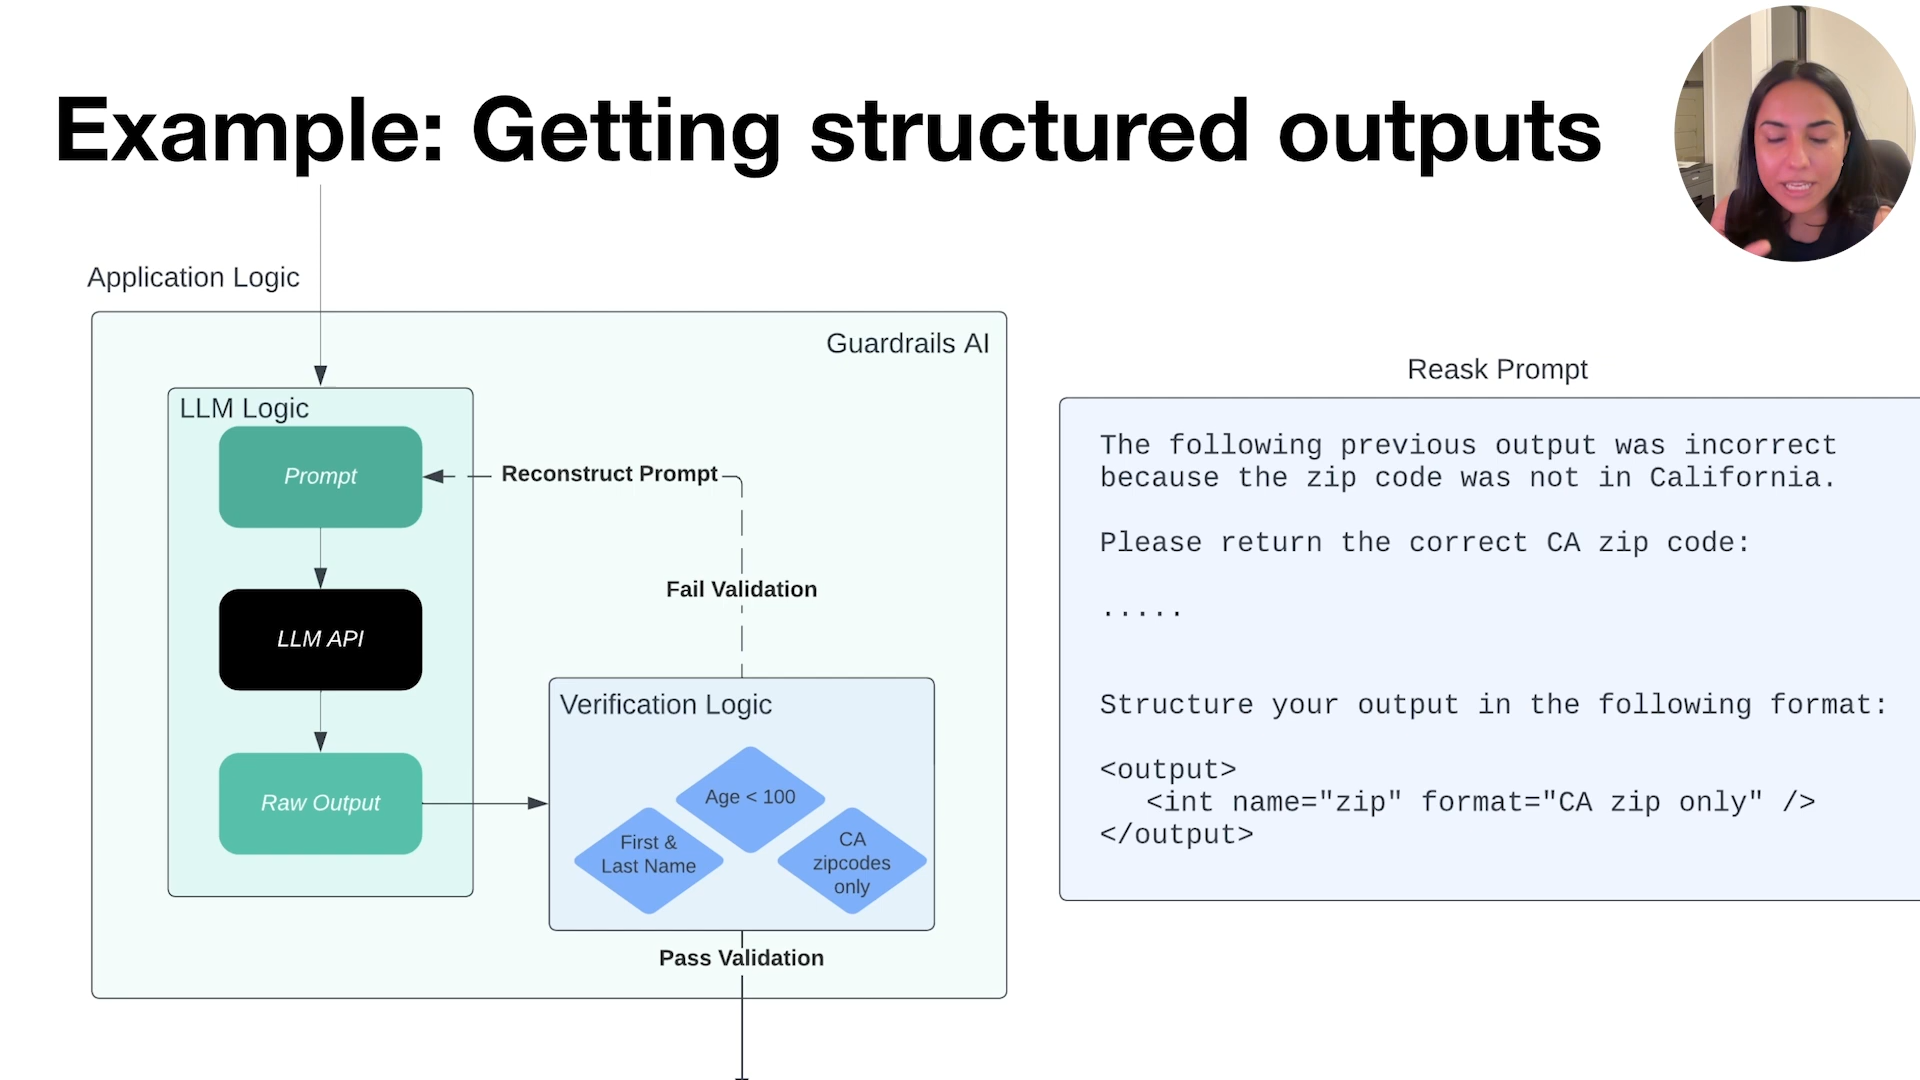 Example: Getting structured outputs
Application Logic
Guardrails AI
LLM Logic
Prompt
Reconstruct Prompt
LLM API
Fail Validation
Raw Output
Verification Logic
Age < 100
First &
Last Name
CA
zipcodes
only
Pass Validation
Reask Prompt
The following previous output was incorrect
because the zip code was not in California.
Please return the correct CA zip code:
.....
Structure your output in the following format:
<output>
<int name="zip" format="CA zip only" />
</output>